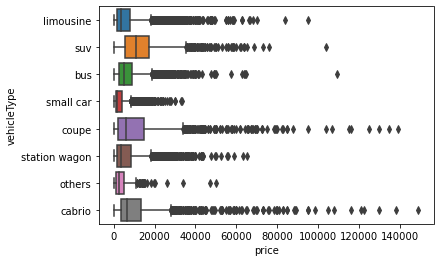 limousine
suv
bus
small car
coupe
station wagon
others
cabrio
vehicleType
0 20000 40000 60000 80000 100000 120000 140000
price